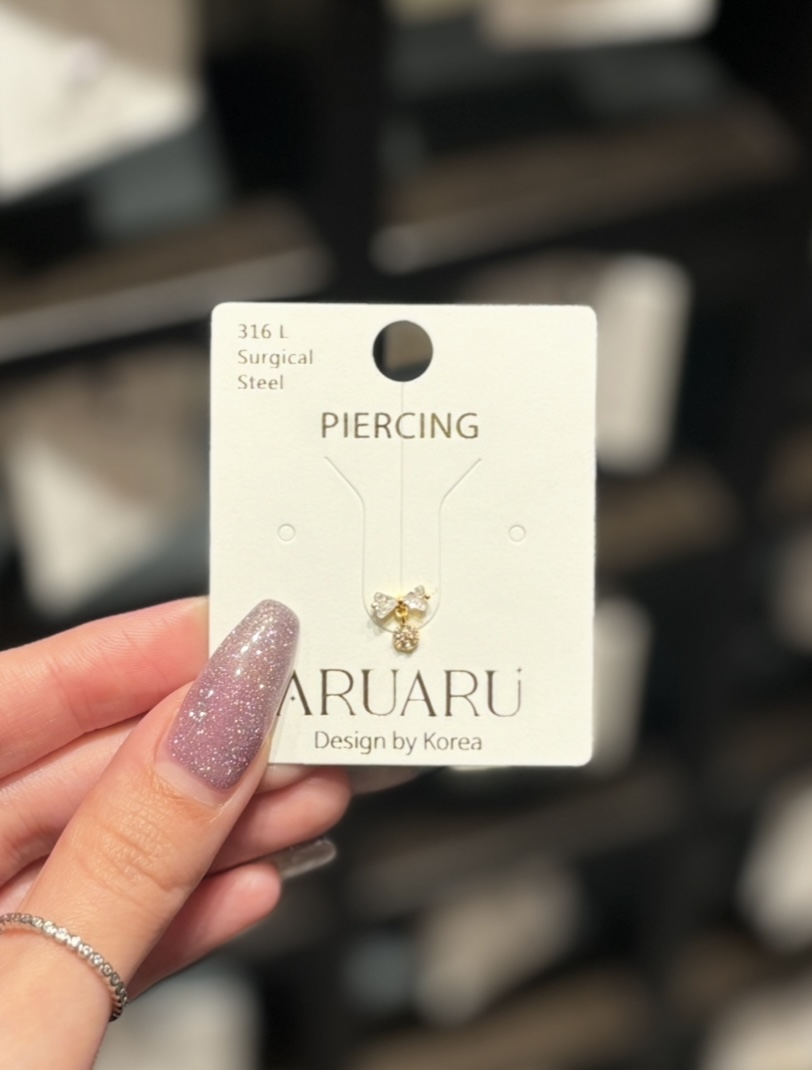 316 L
Surgical
Steel
PIERCING
ARUARU
Design by Korea